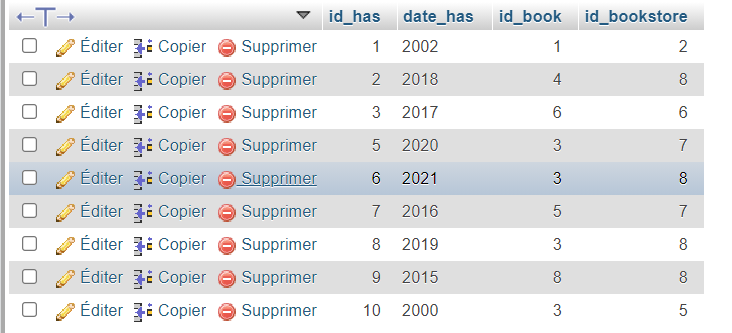 id_has date_has id_book id_bookstore
Éditer Copier Supprimer 1 2002 1 2
Éditer Copier Supprimer 2 2018 4 8
Éditer Copier Supprimer 3 2017 6 6
Éditer Copier Supprimer 5 2020 3 7
Éditer Copier Supprimer 6 2021 3 8
Éditer Copier Supprimer 7 2016 5 7
Éditer Copier Supprimer 8 2019 3 8
Éditer Copier Supprimer 9 2015 8 8
Éditer Copier Supprimer 10 2000 3 5